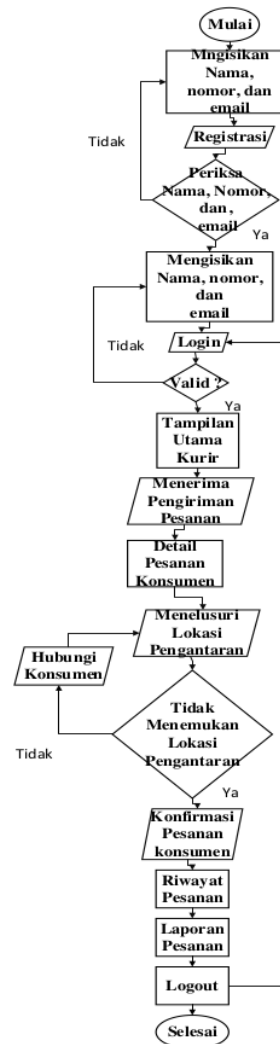 Mulai
Mngisikan
Nama,
nomor, dan
email
Registrasi
Tidak
Periksa
Nama, Nomor,
dan ,
email
Ya
Mengisikan
Nama, nomor,
dan
email
Tidak
Login
Valid ?
Ya
Tampilan
Utama
Kurir
Menerima
Pengiriman
Pesanan
Detail
Pesanan
Konsumen
Menelusuri
Lokasi
Pengantaran
Hubungi
Konsumen
Tidak
Menemukan
Lokasi
Pengantaran
Tidak
Ya
Konfirmasi
Pesanan
konsumen
Riwayat
Pesanan
Laporan
Pesanan
Logout
Selesai